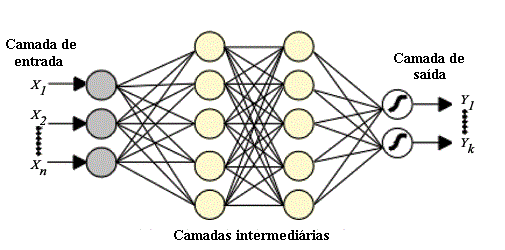 Camada de
entrada
X1
X2
Xn
Camada de
saída
Y1
Yk
Camadas intermediárias